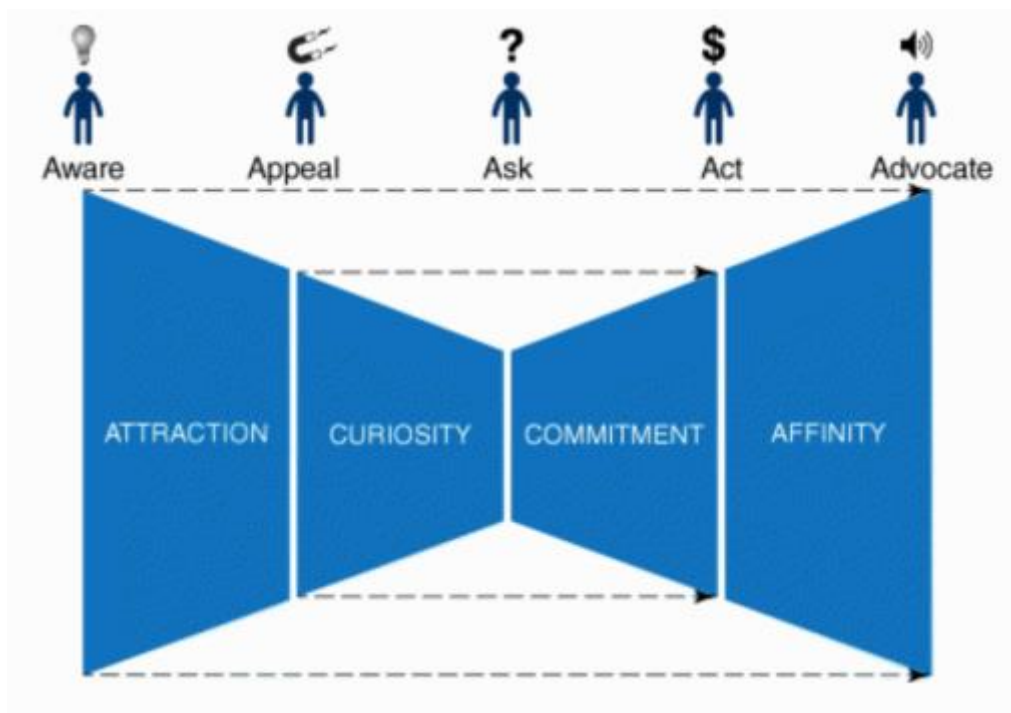 ?
$
Aware
Appeal
Ask
Act
Advocate
ATTRACTION
CURIOSITY
COMMITMENT
AFFINITY